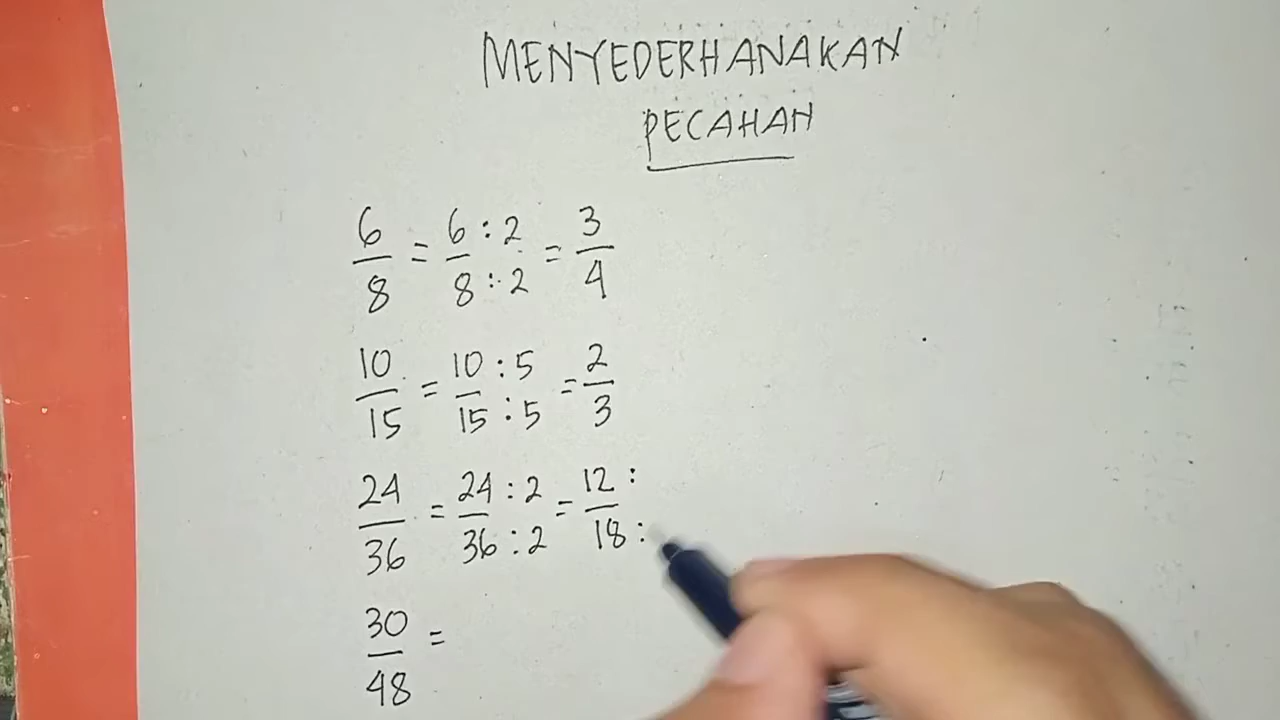 MENYEDERHANAKAN
PECAHAN
6/8 = 6 : 2/8 : 2 = 3/4
10/15 = 10 : 5/15 : 5 = 2/3
24/36 = 24 : 2/36 : 2 = 12 :/18 :
30/48 =